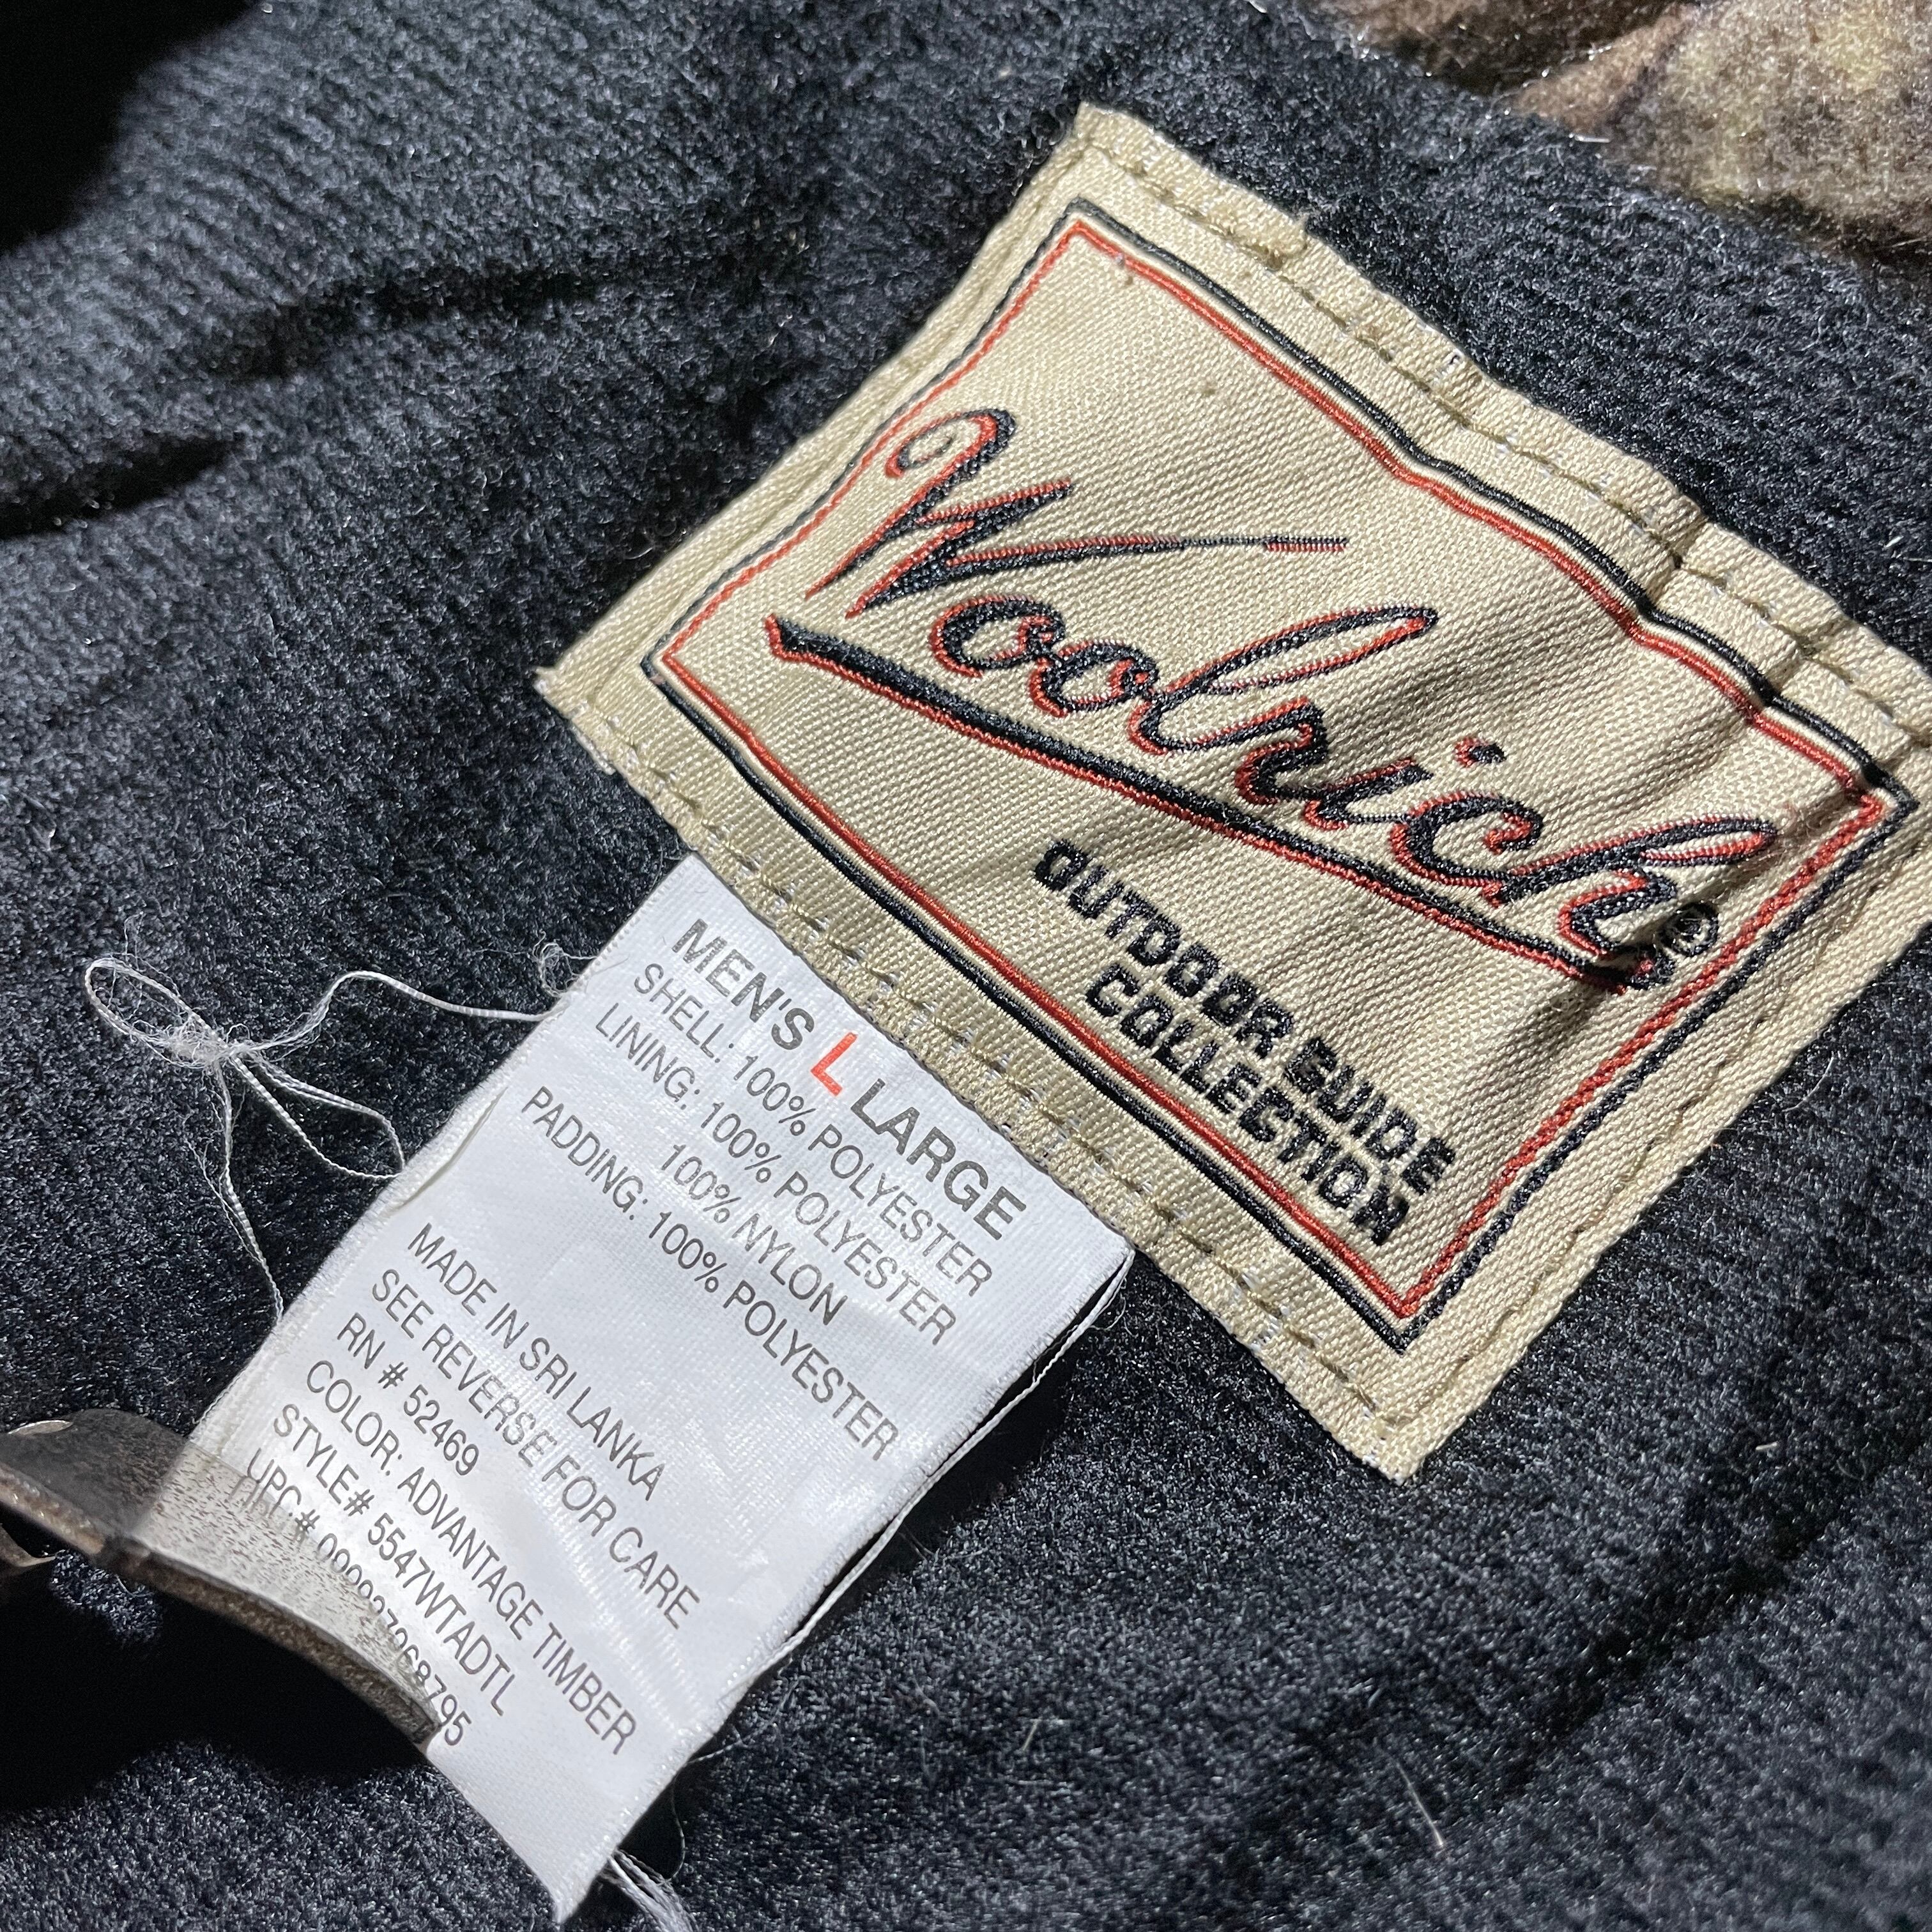 Woolrich®
OUTDOOR GUIDE
COLLECTION
MEN'S L LARGE
SHELL: 100% POLYESTER
LINING: 100% POLYESTER
100% NYLON
PADDING: 100% POLYESTER
MADE IN SRI LANKA
SEE REVERSE FOR CARE
RN # 52469
COLOR: ADVANTAGE TIMBER
STYLE# 5547WTADTL
UPC:#